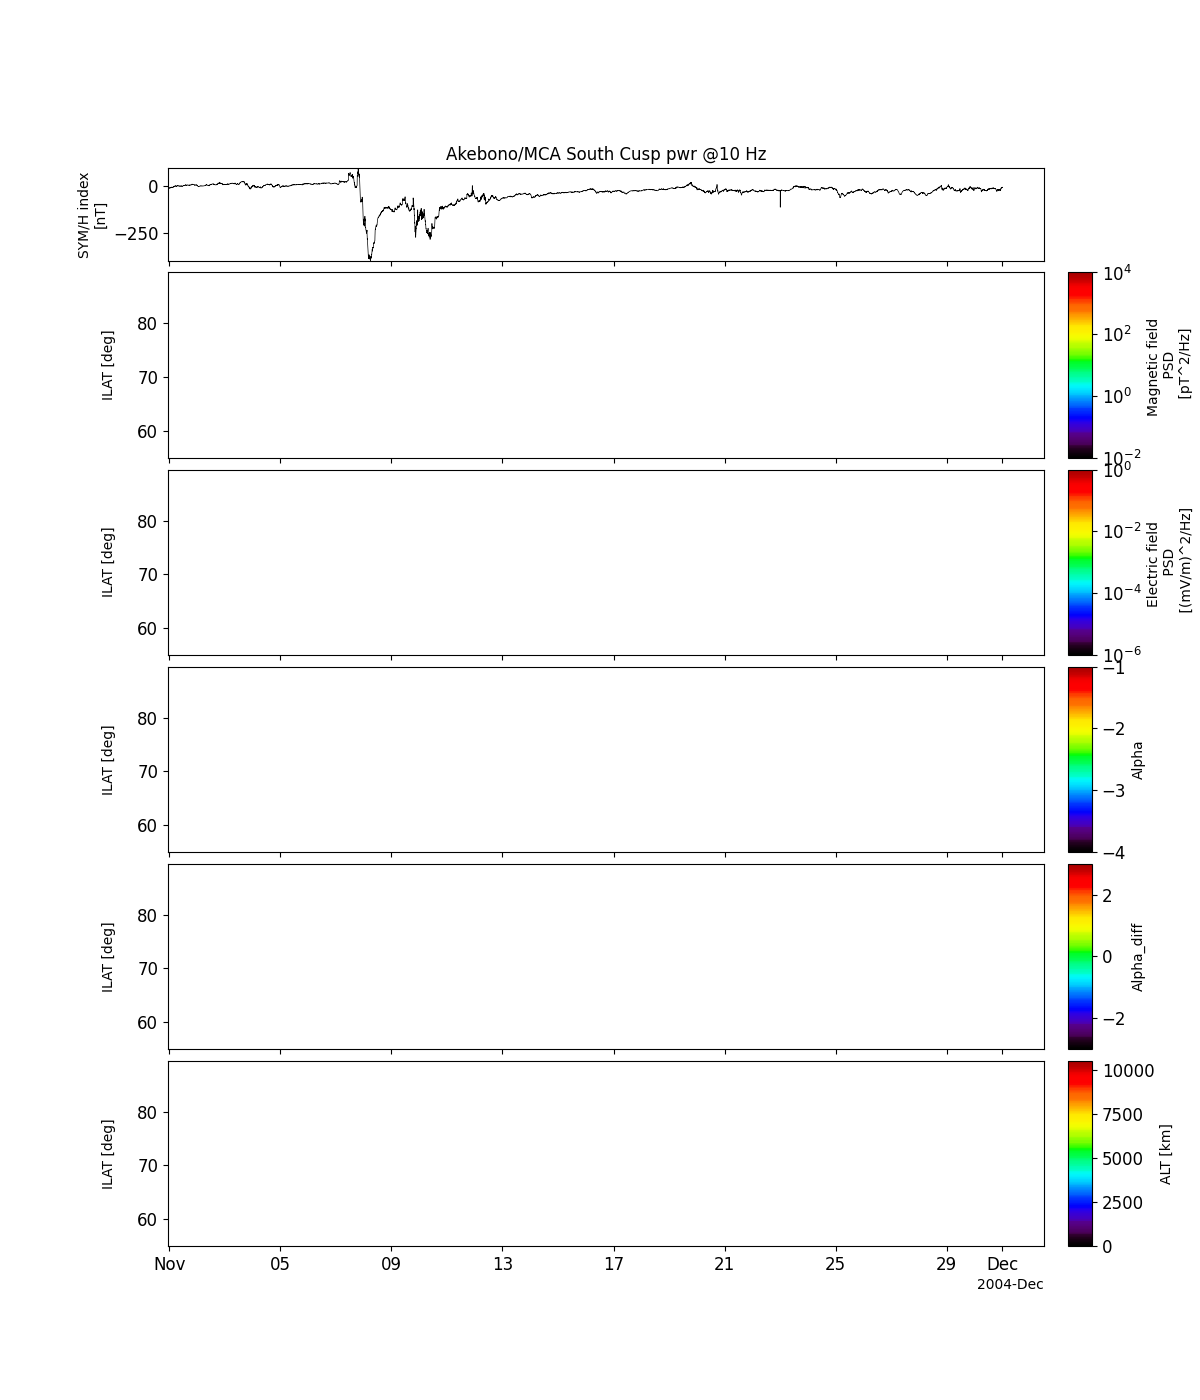 Akebono/MCA South Cusp pwr @10 Hz
SYM/H index
[nT]
0
−250
ILAT [deg]
80
70
60
10^4
10^2
10^0
10^−2
Magnetic field
PSD
[pT^2/Hz]
ILAT [deg]
80
70
60
10^0
10^−2
10^−4
10^−6
Electric field
PSD
[(mV/m)^2/Hz]
ILAT [deg]
80
70
60
−1
−2
−3
−4
Alpha
ILAT [deg]
80
70
60
2
0
−2
Alpha_diff
ILAT [deg]
80
70
60
10000
7500
5000
2500
0
ALT [km]
Nov 05 09 13 17 21 25 29 Dec
2004-Dec